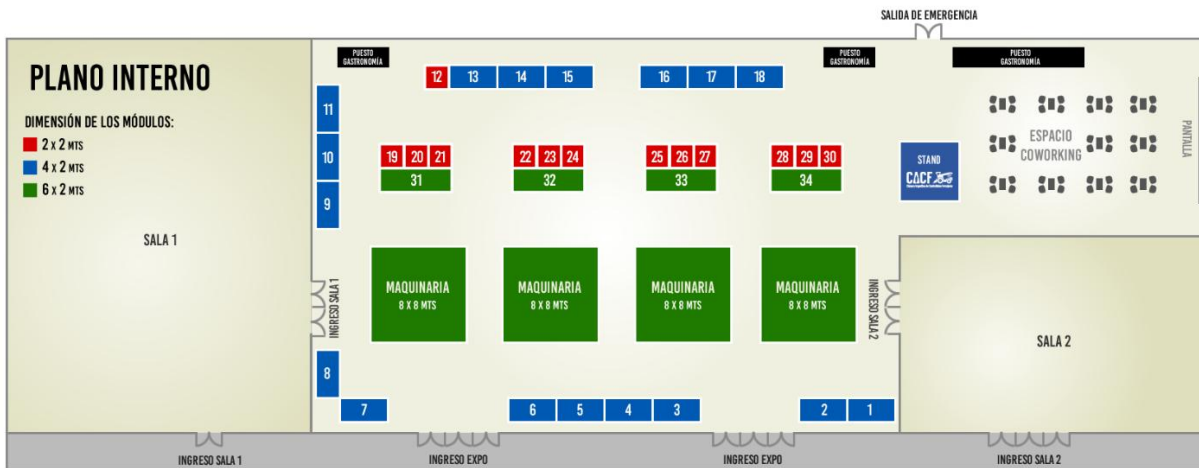 SALIDA DE EMERGENCIA
PLANO INTERNO
DIMENSIÓN DE LOS MÓDULOS:
2 X 2 MTS
4 X 2 MTS
6 X 2 MTS
PUESTO
GASTRONOMÍA
PUESTO
GASTRONOMÍA
PUESTO
GASTRONOMÍA
12 13 14 15
16 17 18
11
10
9
19 20 21
22 23 24
25 26 27
28 29 30
31
32
33
34
STAND
CACF
ESPACIO
COWORKING
PANTALLA
SALA 1
INGRESO SALA 1
MAQUINARIA
8 X 8 MTS
MAQUINARIA
8 X 8 MTS
MAQUINARIA
8 X 8 MTS
MAQUINARIA
8 X 8 MTS
INGRESO SALA 2
SALA 2
8
7
6 5 4 3
2 1
INGRESO SALA 1
INGRESO EXPO
INGRESO EXPO
INGRESO SALA 2